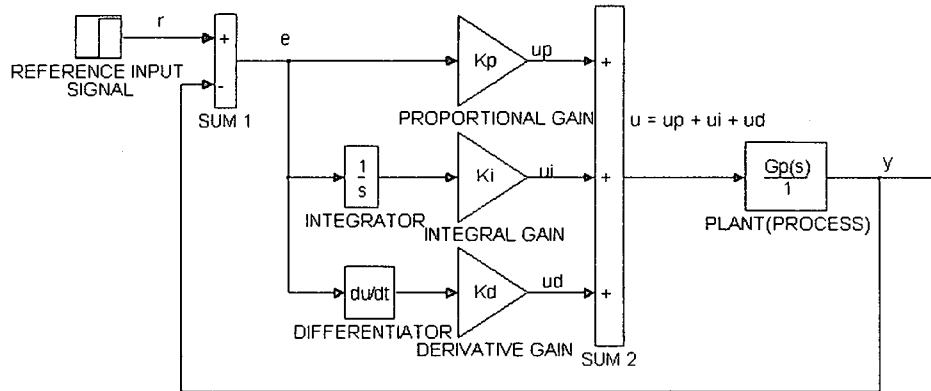 r
+
-
REFERENCE INPUT
SIGNAL
SUM 1
e
Kp
up
+
PROPORTIONAL GAIN
u = up + ui + ud
1
s
INTEGRATOR
Ki
ui
+
INTEGRAL GAIN
Gp(s)
1
y
PLANT(PROCESS)
du/dt
DIFFERENTIATOR
Kd
ud
+
DERIVATIVE GAIN
SUM 2